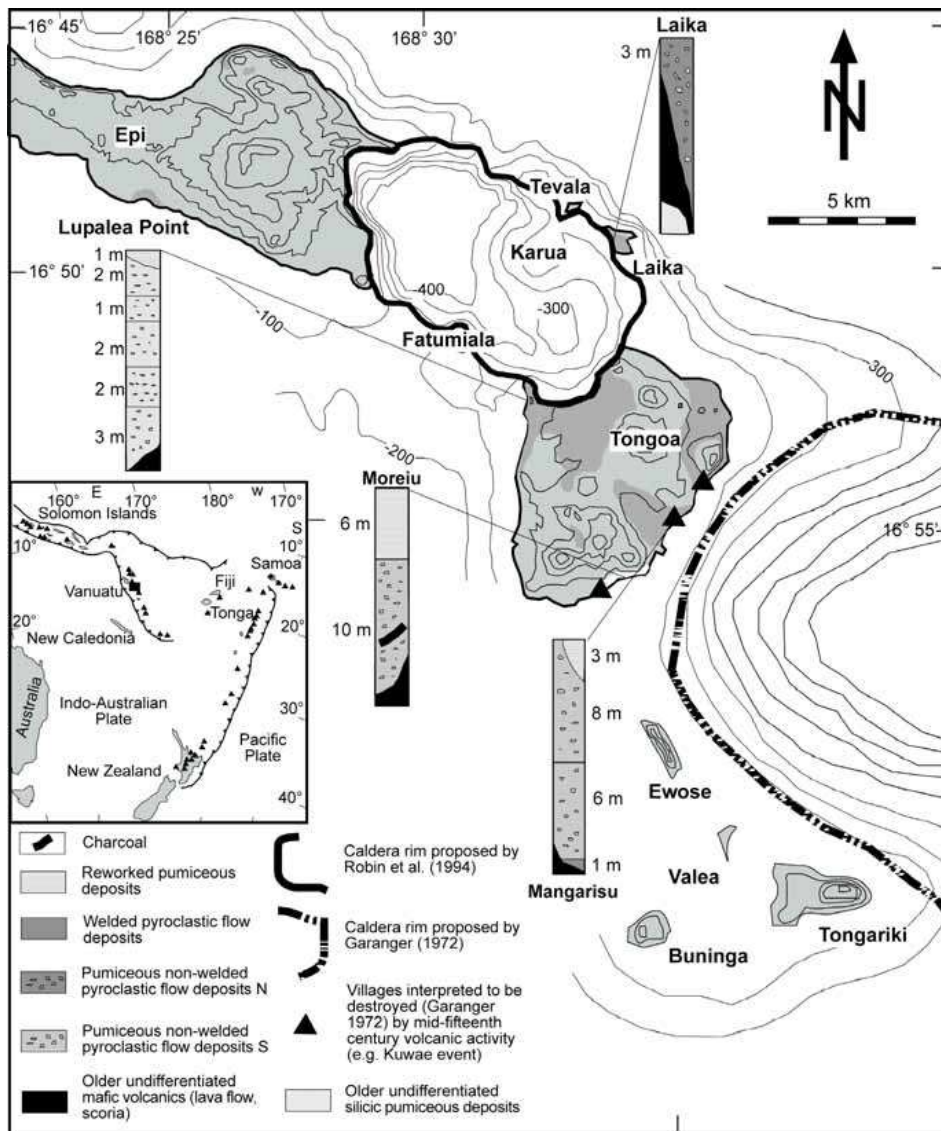 16° 45'
168° 25'
168° 30'
Laika
3 m
N
5 km
Epi
Tevala
Karua
Laika
Lupalea Point
1 m
2 m
1 m
2 m
2 m
3 m
16° 50'
-400
-300
-100
Fatumiala
-300
-200
Tongoa
Moreiu
6 m
10 m
16° 55'
3 m
8 m
6 m
1 m
Mangarisu
Ewose
Valea
Buninga
Tongariki
160° E 170° 180° W 170°
Solomon Islands
S
10°
10°
Samoa
Fiji
Vanuatu
Tonga
20°
20°
New Caledonia
Australia
Indo-Australian
Plate
30°
Pacific
Plate
New Zealand
40°
Charcoal
Reworked pumiceous
deposits
Welded pyroclastic flow
deposits
Pumiceous non-welded
pyroclastic flow deposits N
Pumiceous non-welded
pyroclastic flow deposits S
Older undifferentiated
mafic volcanics (lava flow,
scoria)
Caldera rim proposed by
Robin et al. (1994)
Caldera rim proposed by
Garanger (1972)
Villages interpreted to be
destroyed (Garanger
1972) by mid-fifteenth
century volcanic activity
(e.g. Kuwae event)
Older undifferentiated
silicic pumiceous deposits